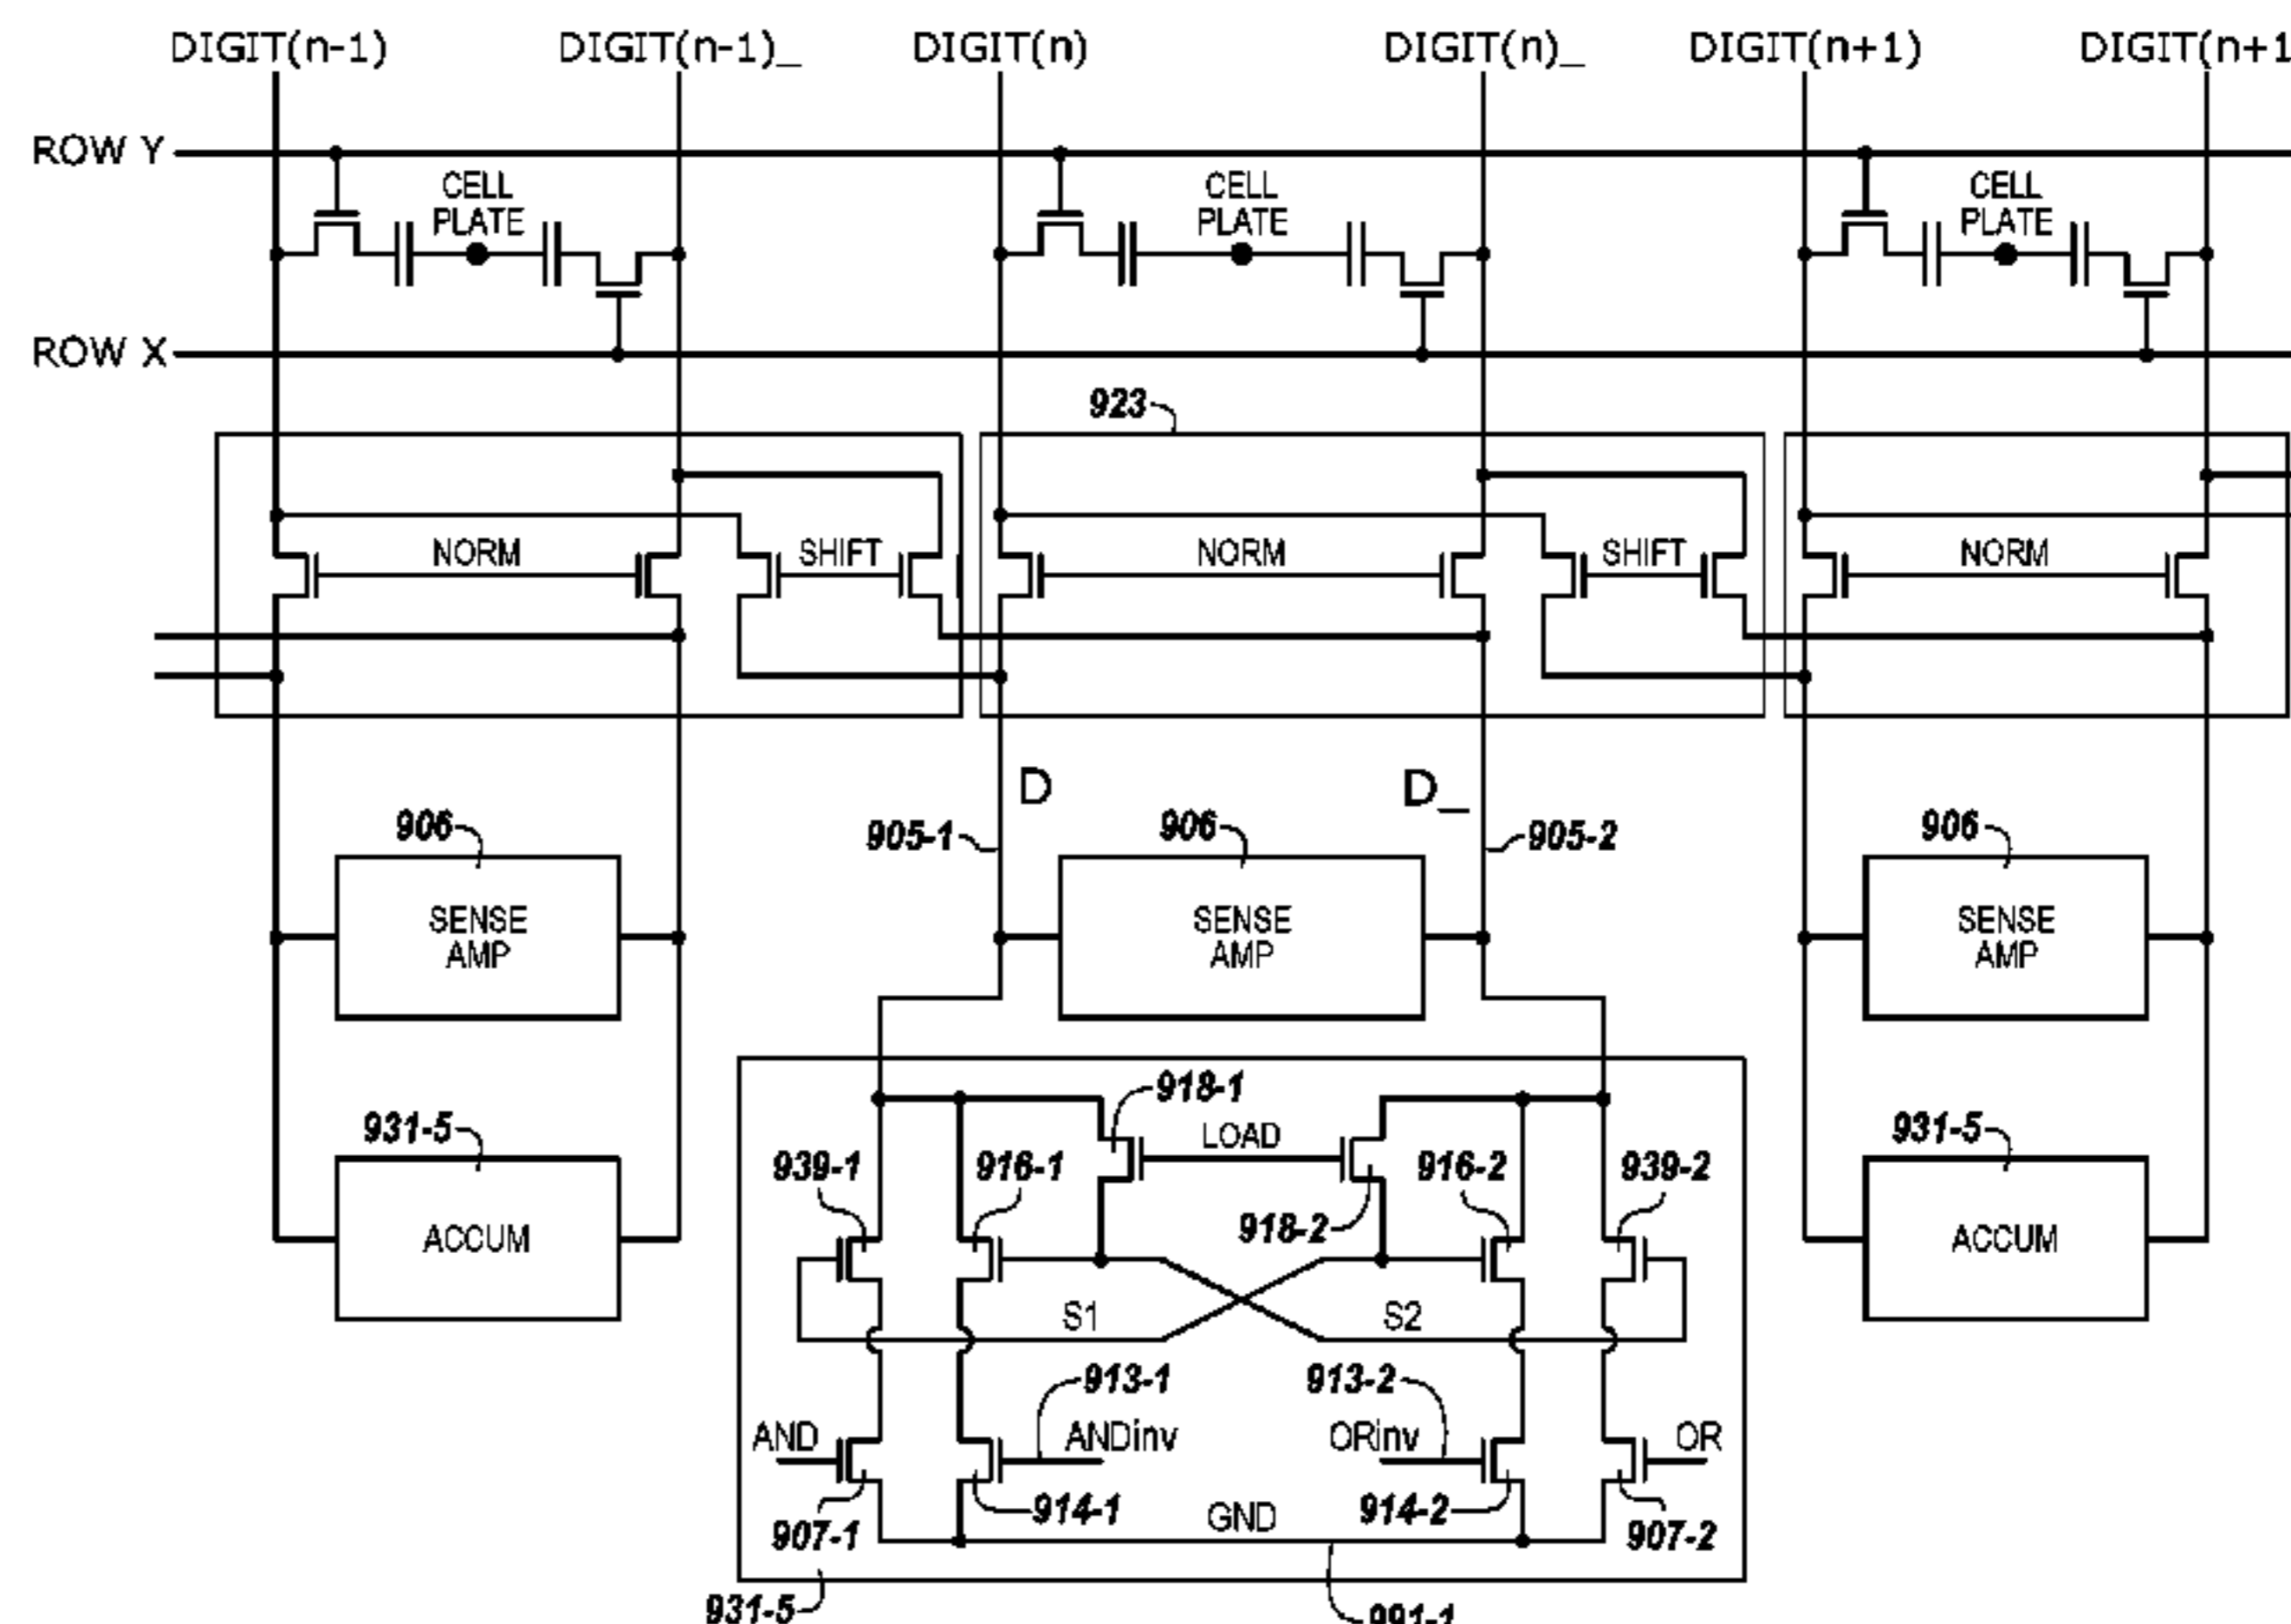 DIGIT(n-1) DIGIT(n-1)_ DIGIT(n) DIGIT(n)_ DIGIT(n+1) DIGIT(n+1
ROW Y
CELL PLATE
CELL PLATE
CELL PLATE
ROW X
923
NORM SHIFT NORM SHIFT NORM
D D_
906 905-1 906 905-2 906
SENSE AMP
SENSE AMP
SENSE AMP
918-1
931-5 LOAD 931-5
939-1 916-1 916-2 939-2
918-2
ACCUM ACCUM
S1 S2
913-1 913-2
AND ANDinv ORinv OR
914-1 GND 914-2
907-1 907-2
931-5 991-1